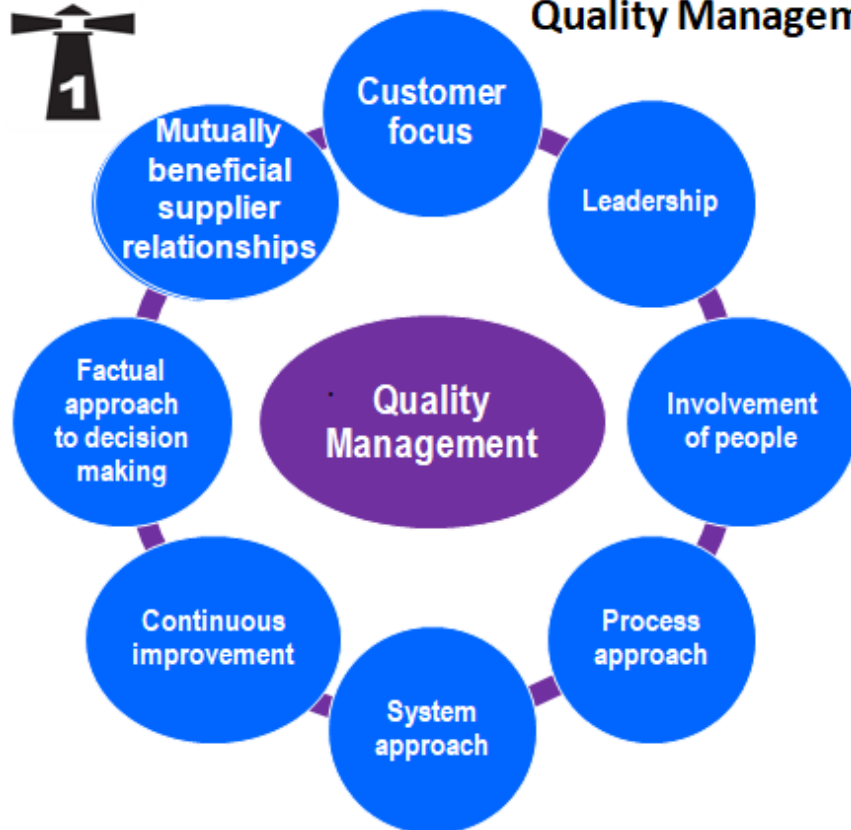 Quality Managem
1
Customer
focus
Leadership
Involvement
of people
Process
approach
System
approach
Continuous
improvement
Factual
approach
to decision
making
Mutually
beneficial
supplier
relationships
Quality
Management